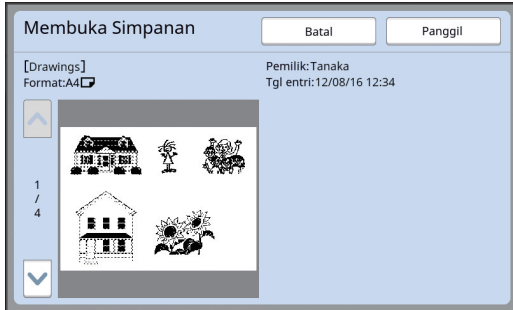 Membuka Simpanan
Batal
Panggil
[Drawings]
Format:A4
Pemilik:Tanaka
Tgl entri:12/08/16 12:34
1
/
4